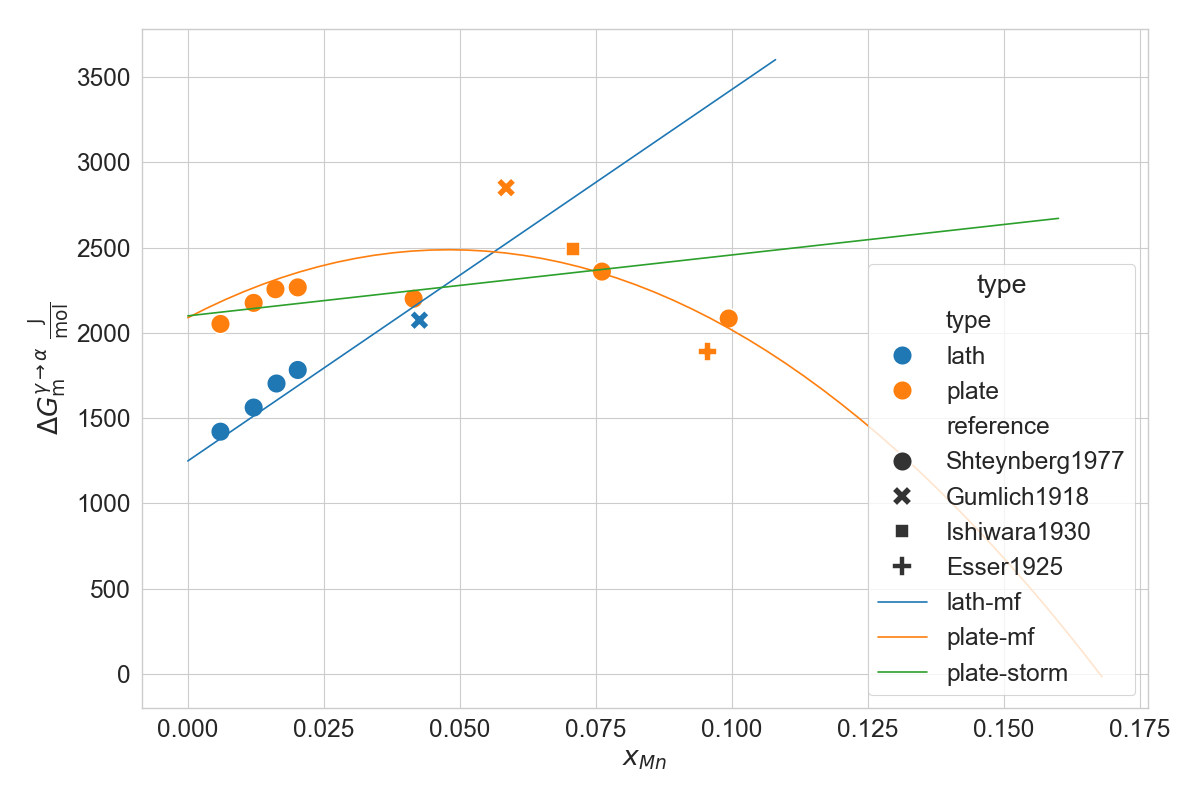 3500
3000
2500
2000
1500
1000
500
0
ΔG_m^{γ→α} J/mol
0.000 0.025 0.050 0.075 0.100 0.125 0.150 0.175
x_{Mn}
type
type
lath
plate
reference
Shteynberg1977
Gumlich1918
Ishiwara1930
Esser1925
lath-mf
plate-mf
plate-storm